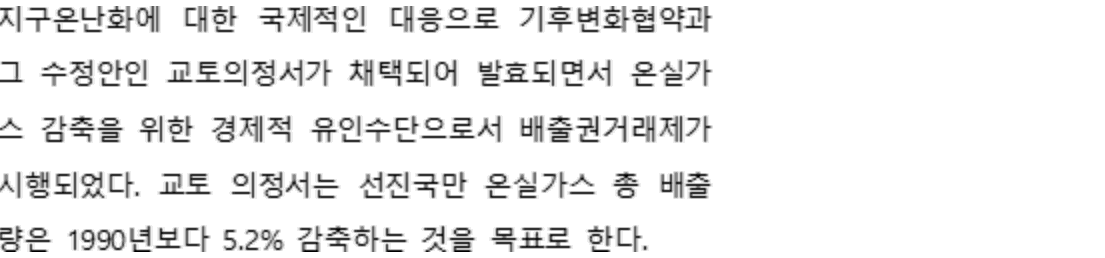 지구온난화에 대한 국제적인 대응으로 기후변화협약과
그 수정안인 교토의정서가 채택되어 발효되면서 온실가
스 감축을 위한 경제적 유인수단으로서 배출권거래제가
시행되었다. 교토 의정서는 선진국만 온실가스 총 배출
량은 1990년보다 5.2% 감축하는 것을 목표로 한다.